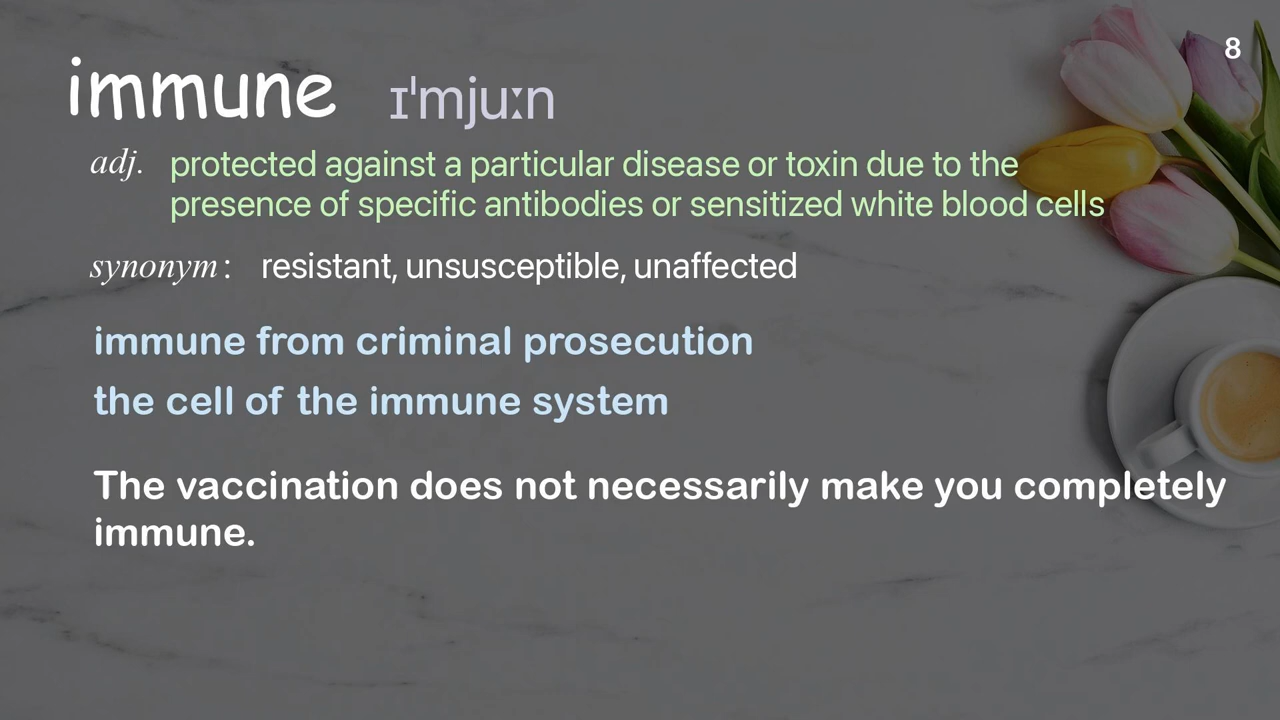 8
immune ɪˈmjuːn
adj. protected against a particular disease or toxin due to the
presence of specific antibodies or sensitized white blood cells
synonym : resistant, unsusceptible, unaffected
immune from criminal prosecution
the cell of the immune system
The vaccination does not necessarily make you completely
immune.